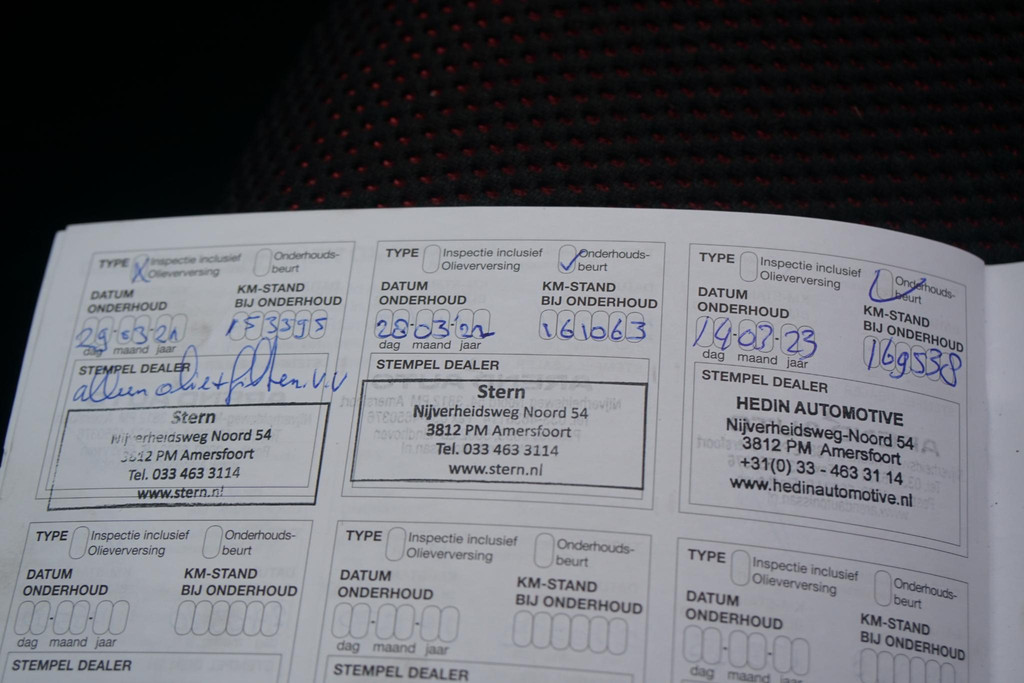 TYPE X Inspectie inclusief Olieverversing Onderhouds-beurt
DATUM ONDERHOUD KM-STAND BIJ ONDERHOUD
29-03-21 153395
dag maand jaar
STEMPEL DEALER
alleen olie + filter. V.V
Stern
Nijverheidsweg Noord 54
3812 PM Amersfoort
Tel. 033 463 3114
www.stern.nl
TYPE Inspectie inclusief Olieverversing Onderhouds-beurt
DATUM ONDERHOUD KM-STAND BIJ ONDERHOUD
28-03-22 161063
dag maand jaar
STEMPEL DEALER
Stern
Nijverheidsweg Noord 54
3812 PM Amersfoort
Tel. 033 463 3114
www.stern.nl
TYPE Inspectie inclusief Olieverversing Onderhouds-beurt
DATUM ONDERHOUD KM-STAND BIJ ONDERHOUD
14-03-23 169538
dag maand jaar
STEMPEL DEALER
HEDIN AUTOMOTIVE
Nijverheidsweg-Noord 54
3812 PM Amersfoort
+31(0) 33 - 463 31 14
www.hedinautomotive.nl
TYPE Inspectie inclusief Olieverversing Onderhouds-beurt
DATUM ONDERHOUD KM-STAND BIJ ONDERHOUD
dag maand jaar
STEMPEL DEALER
TYPE Inspectie inclusief Olieverversing Onderhouds-beurt
DATUM ONDERHOUD KM-STAND BIJ ONDERHOUD
dag maand jaar
STEMPEL DEALER
TYPE Inspectie inclusief Olieverversing Onderhouds-beurt
DATUM ONDERHOUD KM-STAND BIJ ONDERHOUD
dag maand jaar